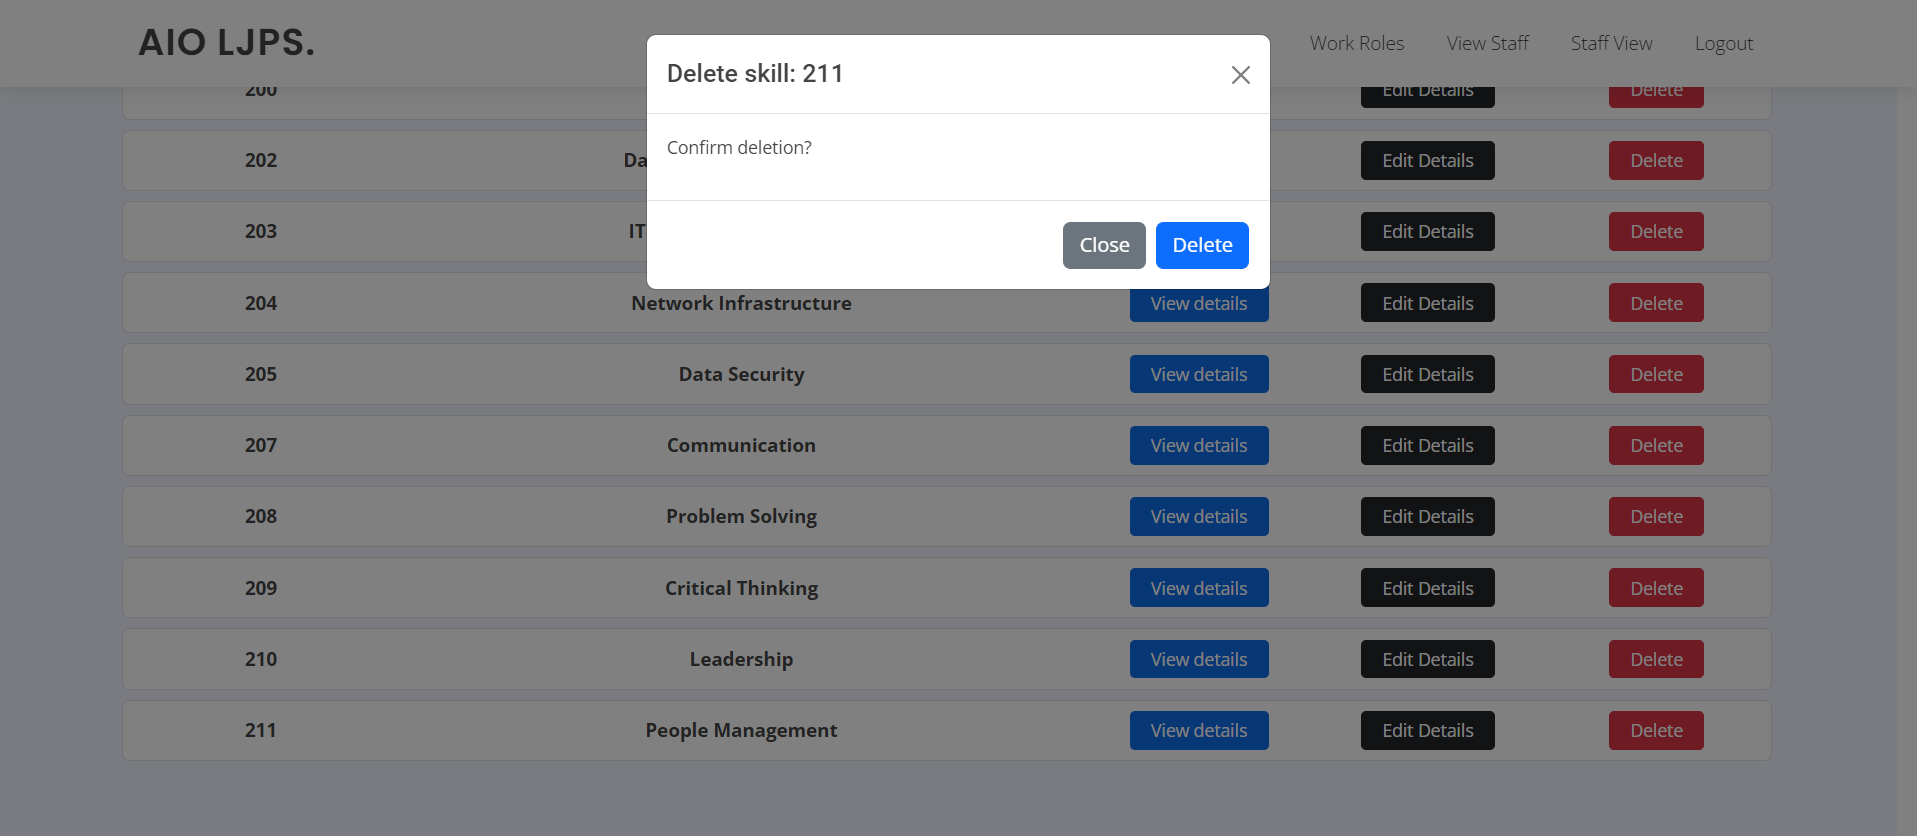 AIO LJPS.
Work Roles View Staff Staff View Logout
Delete skill: 211
Confirm deletion?
Close Delete
200 Edit Details Delete
202 Edit Details Delete
203 IT Edit Details Delete
204 Network Infrastructure View details Edit Details Delete
205 Data Security View details Edit Details Delete
207 Communication View details Edit Details Delete
208 Problem Solving View details Edit Details Delete
209 Critical Thinking View details Edit Details Delete
210 Leadership View details Edit Details Delete
211 People Management View details Edit Details Delete